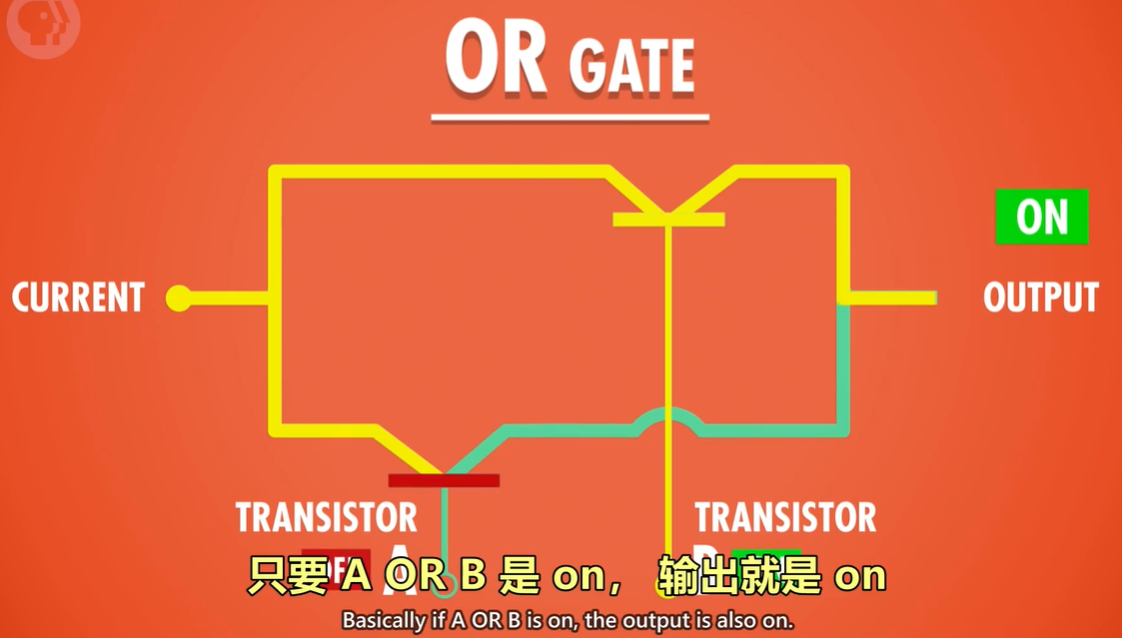 OR GATE
ON
CURRENT
OUTPUT
TRANSISTOR
TRANSISTOR
A
只要 A OR B 是 on， 输出就是 on
Basically if A OR B is on, the output is also on.